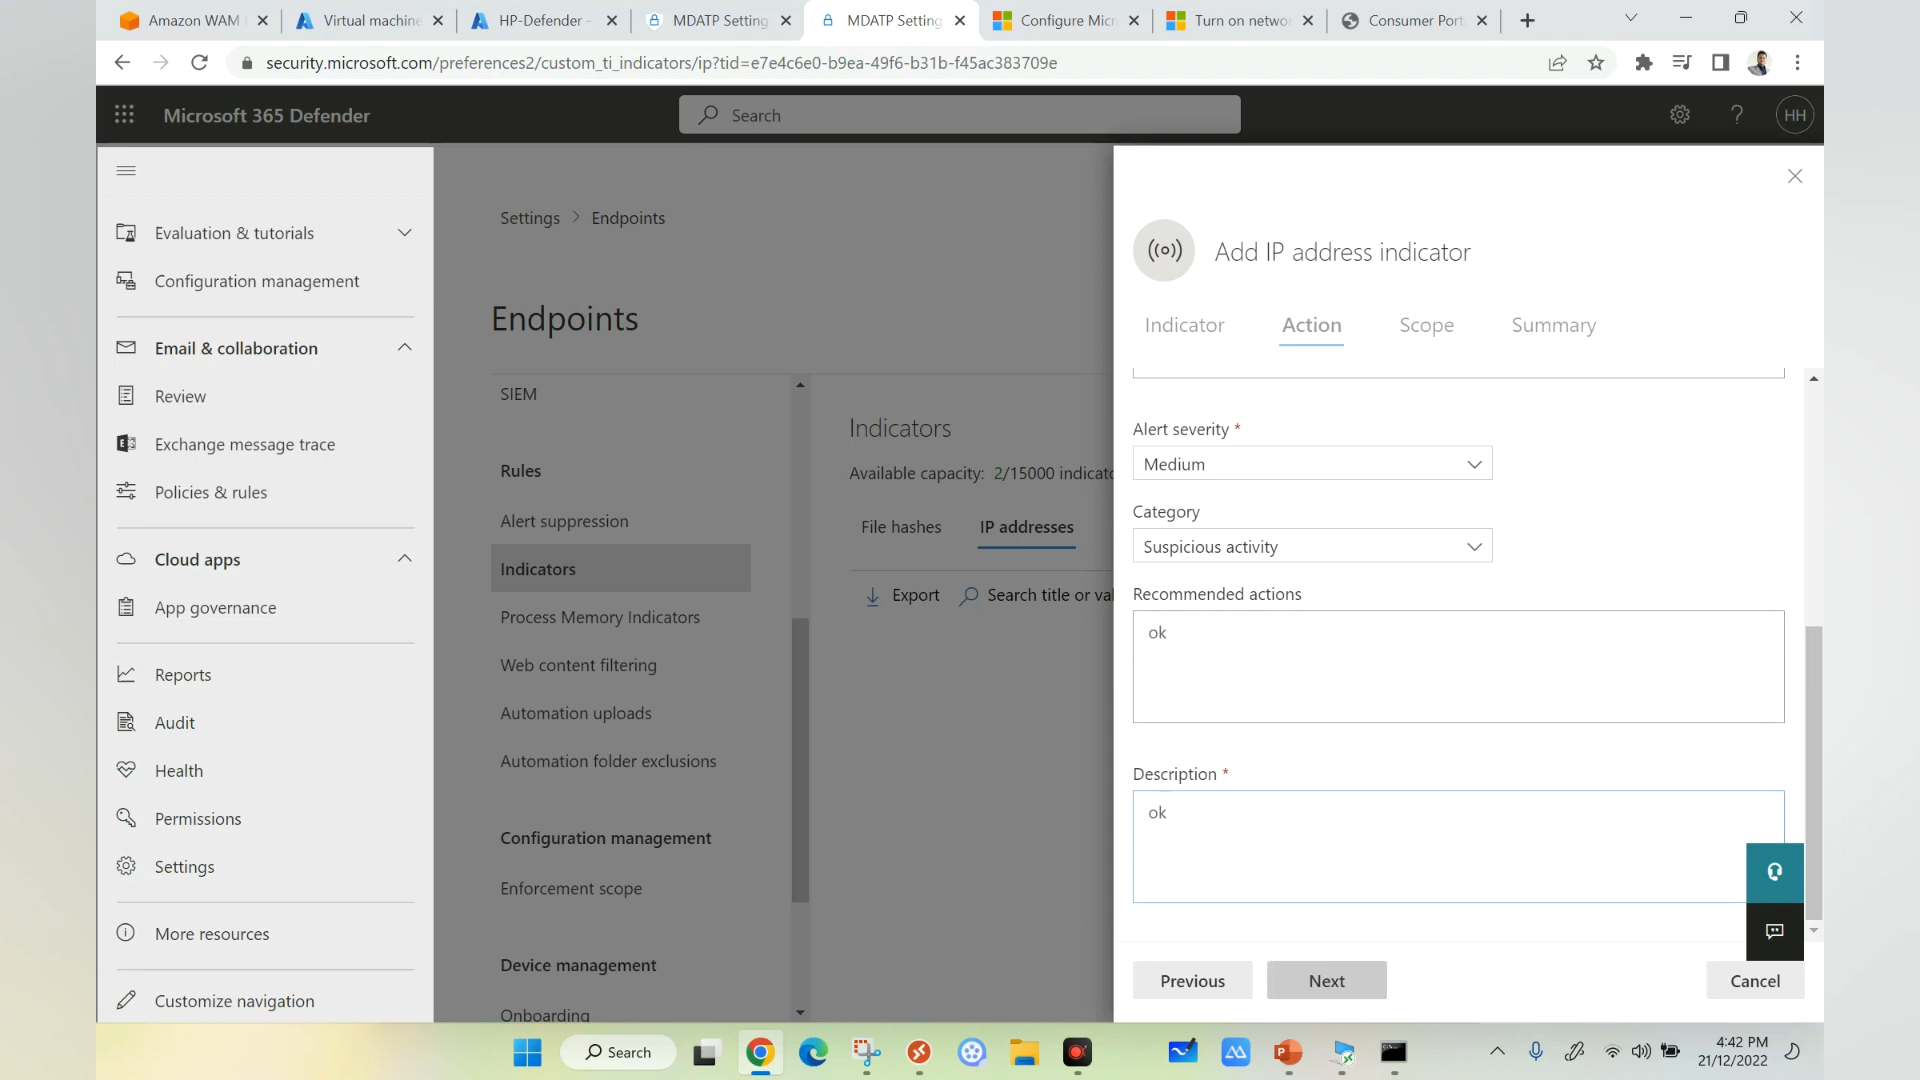 Amazon WAM
Virtual machine
HP-Defender -
MDATP Setting
MDATP Setting
Configure Micr
Turn on netwo
Consumer Port
security.microsoft.com/preferences2/custom_ti_indicators/ip?tid=e7e4c6e0-b9ea-49f6-b31b-f45ac383709e
Microsoft 365 Defender
Search
HH
Evaluation & tutorials
Configuration management
Email & collaboration
Review
Exchange message trace
Policies & rules
Cloud apps
App governance
Reports
Audit
Health
Permissions
Settings
More resources
Customize navigation
Settings > Endpoints
Endpoints
SIEM
Rules
Alert suppression
Indicators
Process Memory Indicators
Web content filtering
Automation uploads
Automation folder exclusions
Configuration management
Enforcement scope
Device management
Onboarding
Indicators
Available capacity: 2/15000 indicato
File hashes IP addresses
Export Search title or val
Add IP address indicator
Indicator Action Scope Summary
Alert severity *
Medium
Category
Suspicious activity
Recommended actions
ok
Description *
ok
Previous Next Cancel
Search
4:42 PM
21/12/2022